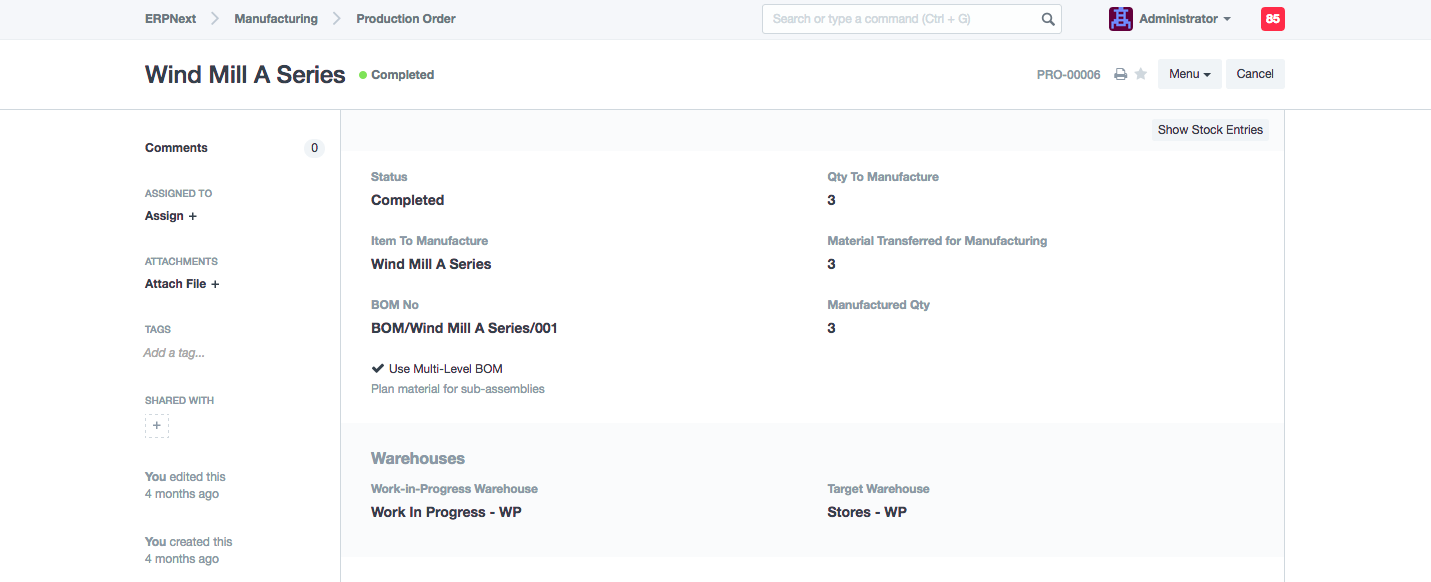 ERPNext Manufacturing Production Order
Search or type a command (Ctrl + G)
Administrator
85
Wind Mill A Series
Completed
PRO-00006
Menu
Cancel
Comments
0
ASSIGNED TO
Assign +
ATTACHMENTS
Attach File +
TAGS
Add a tag...
SHARED WITH
+
You edited this
4 months ago
You created this
4 months ago
Show Stock Entries
Status
Completed
Item To Manufacture
Wind Mill A Series
BOM No
BOM/Wind Mill A Series/001
Use Multi-Level BOM
Plan material for sub-assemblies
Qty To Manufacture
3
Material Transferred for Manufacturing
3
Manufactured Qty
3
Warehouses
Work-in-Progress Warehouse
Work In Progress - WP
Target Warehouse
Stores - WP